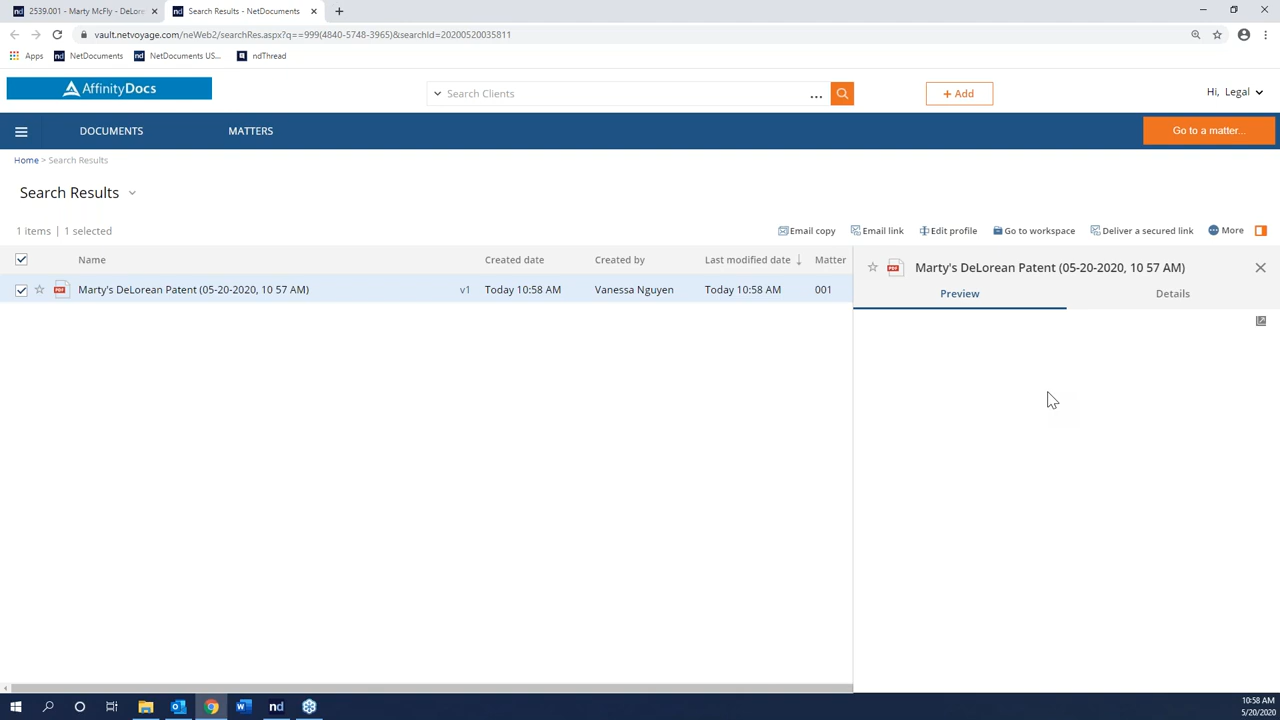 2539.001 - Marty McFly - DeLore
Search Results - NetDocuments
vault.netvoyage.com/neWeb2/searchRes.aspx?q==999(4840-5748-3965)&searchId=20200520035811
Apps
nd NetDocuments
nd NetDocuments US...
ndThread
AffinityDocs
Search Clients
...
+ Add
Hi, Legal
DOCUMENTS
MATTERS
Go to a matter...
Home > Search Results
Search Results
1 items | 1 selected
Email copy
Email link
Edit profile
Go to workspace
Deliver a secured link
More
Name
Created date
Created by
Last modified date ↓
Matter
PDF Marty's DeLorean Patent (05-20-2020, 10 57 AM)
v1
Today 10:58 AM
Vanessa Nguyen
Today 10:58 AM
001
PDF Marty's DeLorean Patent (05-20-2020, 10 57 AM)
Preview
Details
10:58 AM
5/20/2020